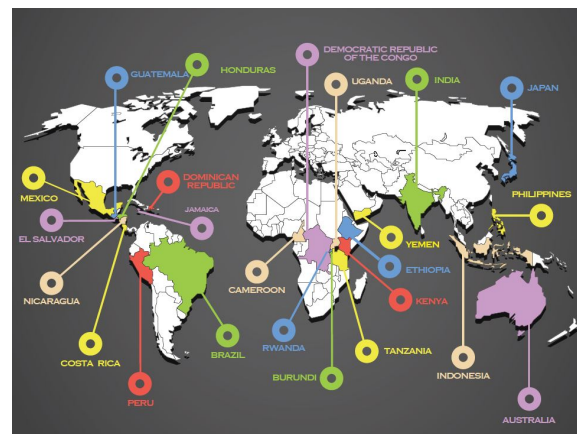 DEMOCRATIC REPUBLIC
OF THE CONGO
GUATEMALA
HONDURAS
UGANDA
INDIA
JAPAN
MEXICO
DOMINICAN
REPUBLIC
PHILIPPINES
JAMAICA
EL SALVADOR
YEMEN
NICARAGUA
CAMEROON
ETHIOPIA
KENYA
COSTA RICA
BRAZIL
RWANDA
TANZANIA
BURUNDI
INDONESIA
PERU
AUSTRALIA